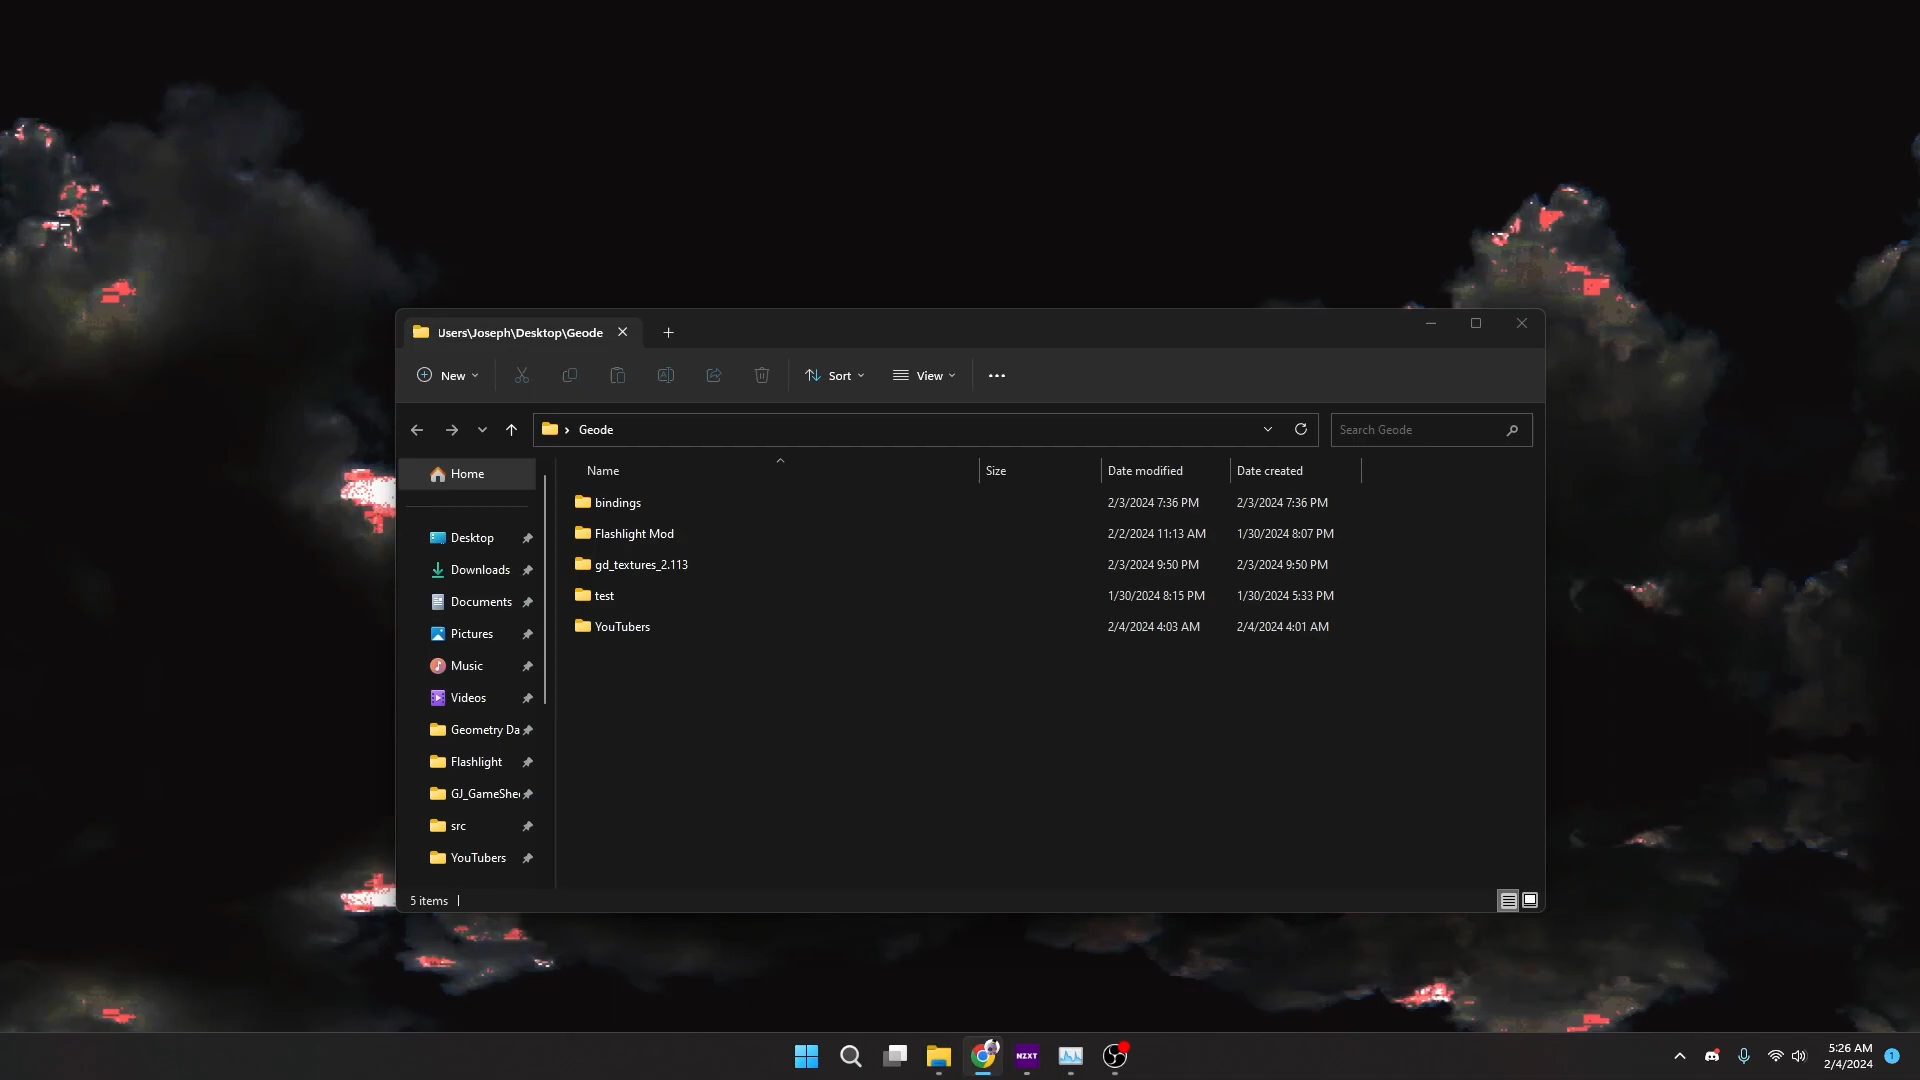 Users\Joseph\Desktop\Geode
New
Sort
View
Geode
Search Geode
Home
Desktop
Downloads
Documents
Pictures
Music
Videos
Geometry Da
Flashlight
GJ_GameShe
src
YouTubers
Name Size Date modified Date created
bindings 2/3/2024 7:36 PM 2/3/2024 7:36 PM
Flashlight Mod 2/2/2024 11:13 AM 1/30/2024 8:07 PM
gd_textures_2.113 2/3/2024 9:50 PM 2/3/2024 9:50 PM
test 1/30/2024 8:15 PM 1/30/2024 5:33 PM
YouTubers 2/4/2024 4:03 AM 2/4/2024 4:01 AM
5 items
NZXT
5:26 AM
2/4/2024
1